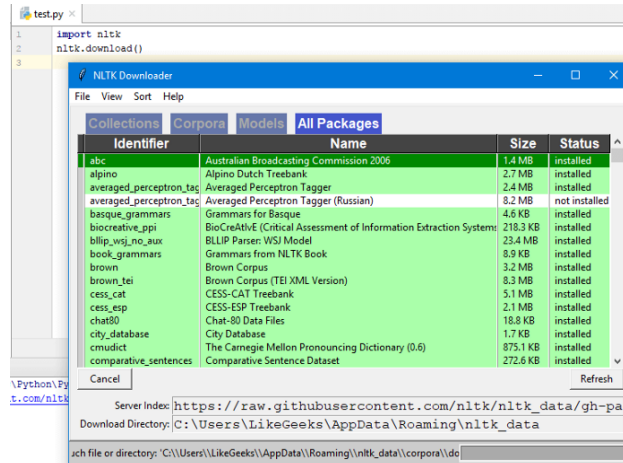 test.py
1 import nltk
2 nltk.download()
3
NLTK Downloader
File View Sort Help
Collections Corpora Models All Packages
Identifier Name Size Status
abc Australian Broadcasting Commission 2006 1.4 MB installed
alpino Alpino Dutch Treebank 2.7 MB installed
averaged_perceptron_tag Averaged Perceptron Tagger 2.4 MB installed
averaged_perceptron_tag Averaged Perceptron Tagger (Russian) 8.2 MB not installed
basque_grammars Grammars for Basque 4.6 KB installed
biocreative_ppi BioCreAtIvE (Critical Assessment of Information Extraction Systems 218.3 KB installed
bllip_wsj_no_aux BLLIP Parser: WSJ Model 23.4 MB installed
book_grammars Grammars from NLTK Book 8.9 KB installed
brown Brown Corpus 3.2 MB installed
brown_tei Brown Corpus (TEI XML Version) 8.3 MB installed
cess_cat CESS-CAT Treebank 5.1 MB installed
cess_esp CESS-ESP Treebank 2.1 MB installed
chat80 Chat-80 Data Files 18.8 KB installed
city_database City Database 1.7 KB installed
cmudict The Carnegie Mellon Pronouncing Dictionary (0.6) 875.1 KB installed
comparative_sentences Comparative Sentence Dataset 272.6 KB installed
Cancel Refresh
\Python\Py
t.com/nltk
Server Index: https://raw.githubusercontent.com/nltk/nltk_data/gh-pa
Download Directory: C:\Users\LikeGeeks\AppData\Roaming\nltk_data
uch file or directory: 'C:\\Users\\LikeGeeks\\AppData\\Roaming\\nltk_data\\corpora\\do